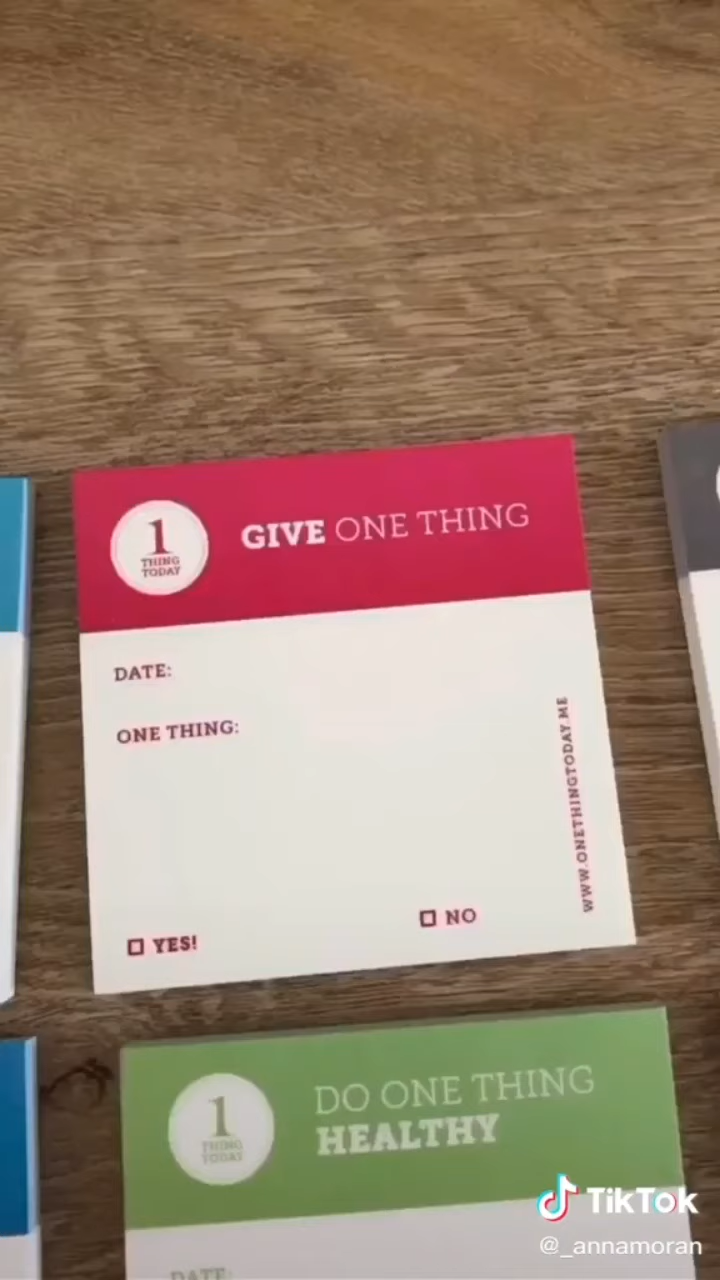 1
THING
TODAY
GIVE ONE THING
DATE:
ONE THING:
WWW.ONETHINGTODAY.ME
YES!
NO
1
THING
TODAY
DO ONE THING
HEALTHY
DATE:
TikTok
@_annamoran